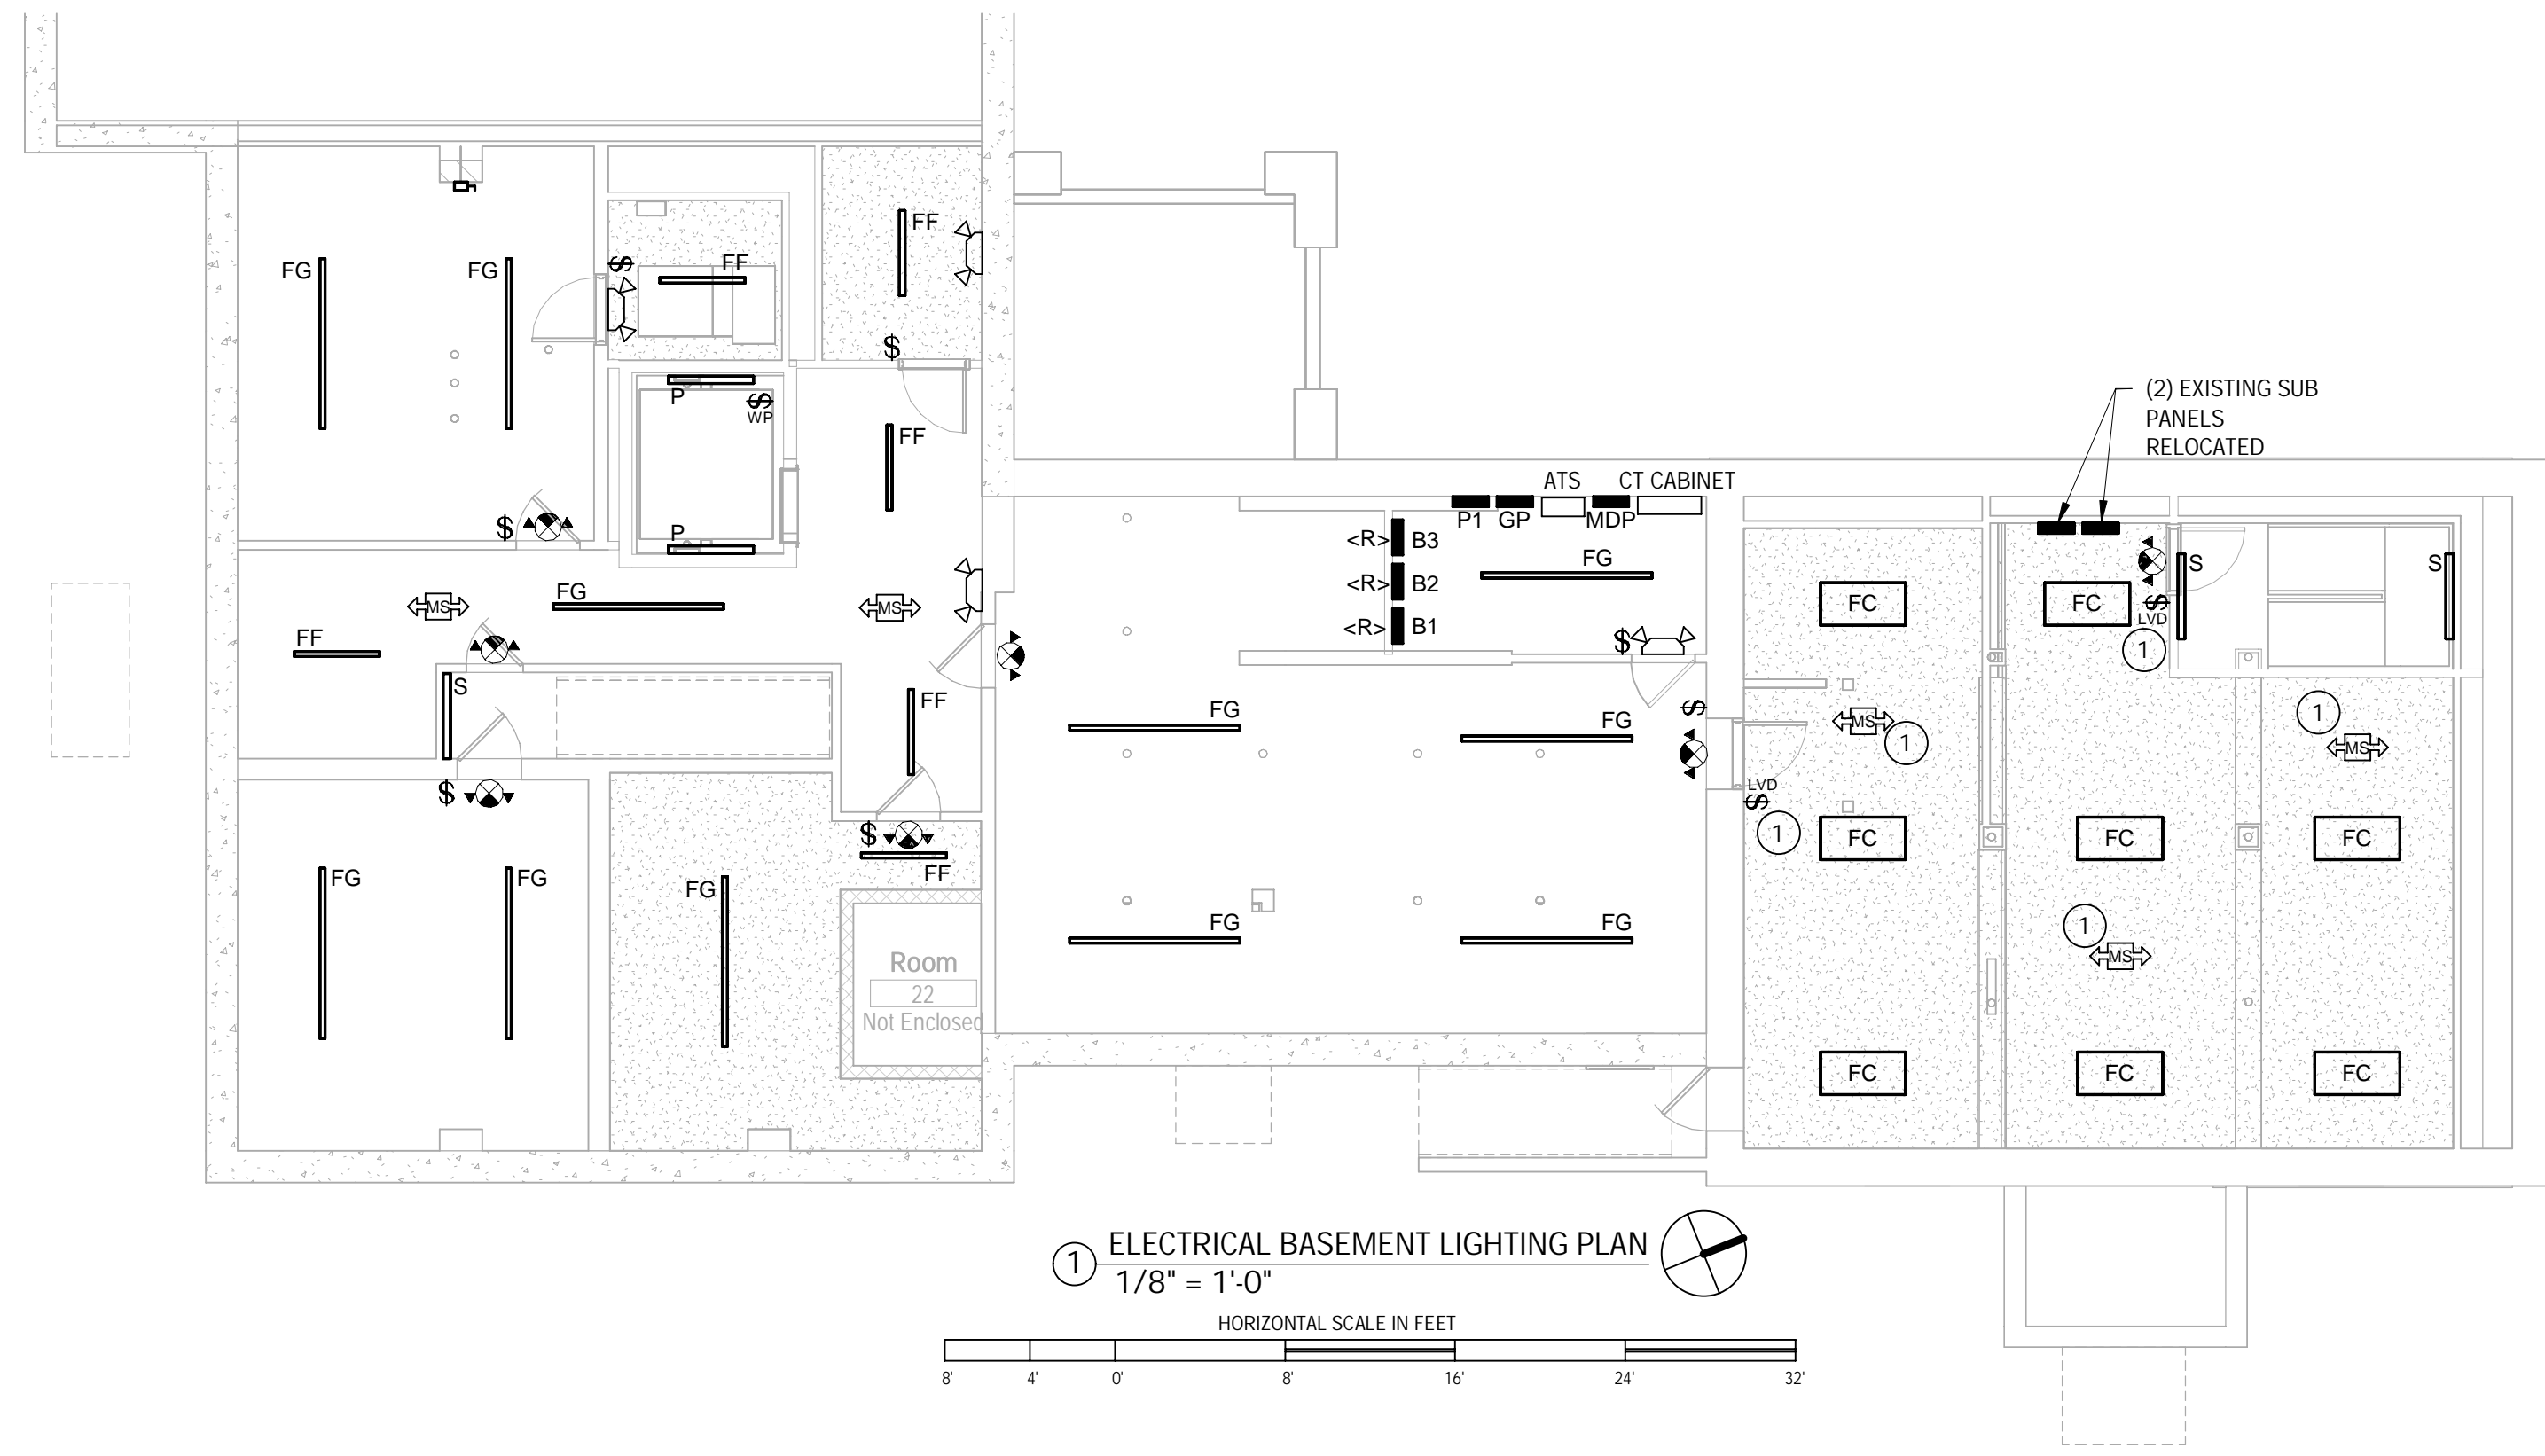 FF
FG
FG
$
FF
$
(2) EXISTING SUB
PANELS
RELOCATED
P
$
WP
FF
ATS
CT CABINET
P1
GP
MDP
$
P
<R>
B3
FG
S
S
<R>
B2
FC
FC
$
LVD
FG
MS
MS
<R>
B1
$
1
FF
S
FF
FG
FG
$
MS
1
1
MS
LVD
$
1
$
$
FC
FC
FC
FF
FG
FG
FG
FG
FG
1
MS
Room
22
Not Enclosed
FC
FC
FC
1
ELECTRICAL BASEMENT LIGHTING PLAN
1/8" = 1'-0"
HORIZONTAL SCALE IN FEET
8'
4'
0'
8'
16'
24'
32'